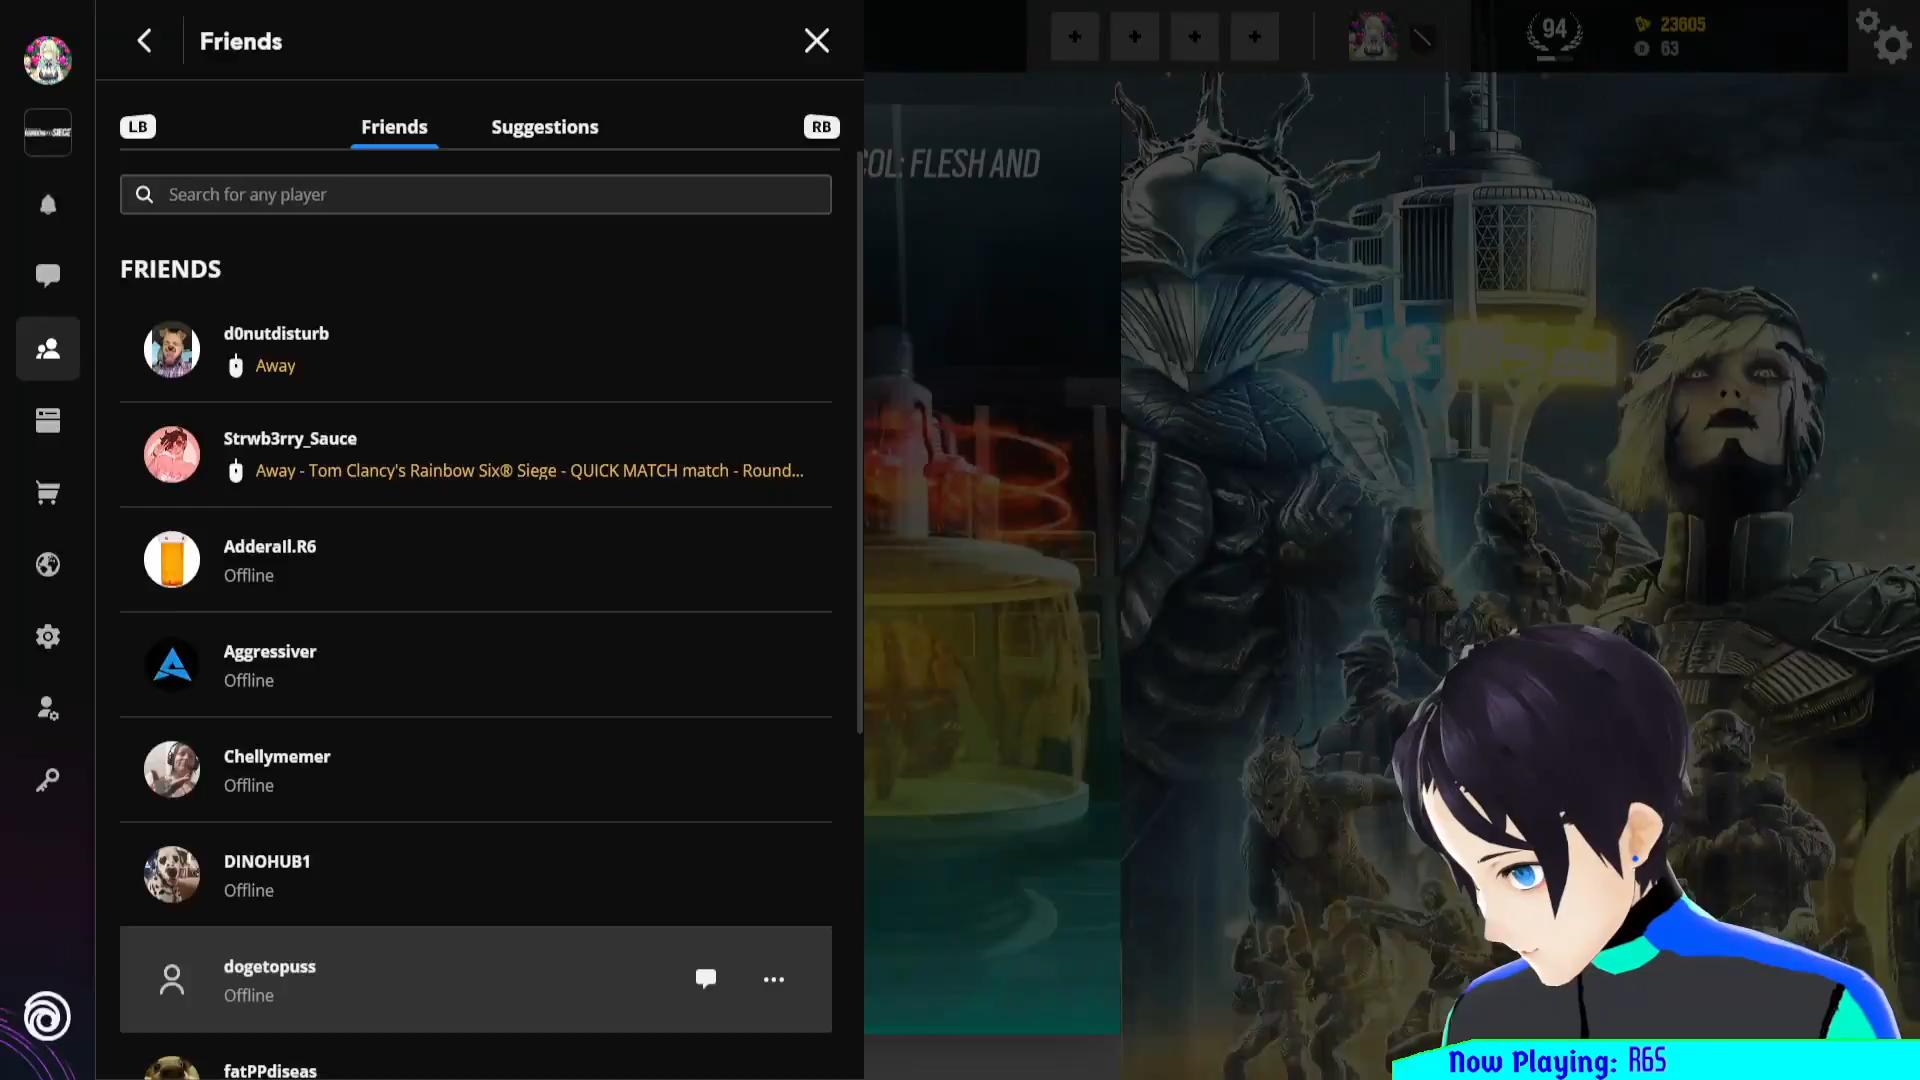 Friends
94
23605
63
LB
Friends
Suggestions
RB
Search for any player
COL: FLESH AND
FRIENDS
d0nutdisturb
Away
Strwb3rry_Sauce
Away - Tom Clancy's Rainbow Six® Siege - QUICK MATCH match - Round...
Adderall.R6
Offline
Aggressiver
Offline
Chellymemer
Offline
DINOHUB1
Offline
dogetopuss
Offline
fatPPdiseas
Now Playing: R6S